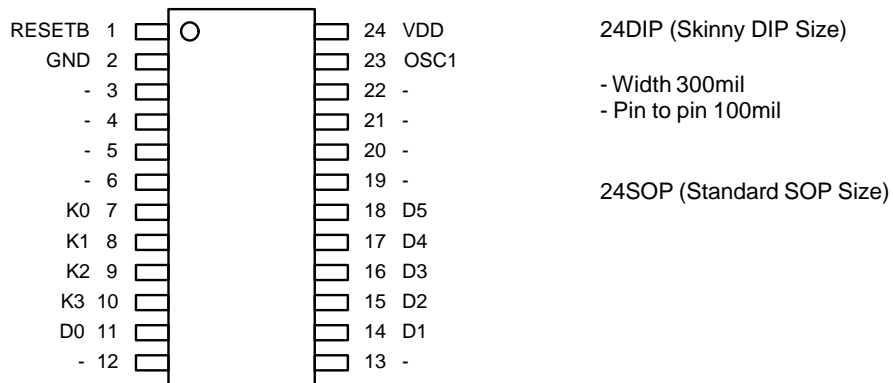 RESETB 1 24 VDD
GND 2 23 OSC1
- 3 22 -
- 4 21 -
- 5 20 -
- 6 19 -
K0 7 18 D5
K1 8 17 D4
K2 9 16 D3
K3 10 15 D2
D0 11 14 D1
- 12 13 -
24DIP (Skinny DIP Size)
- Width 300mil
- Pin to pin 100mil
24SOP (Standard SOP Size)